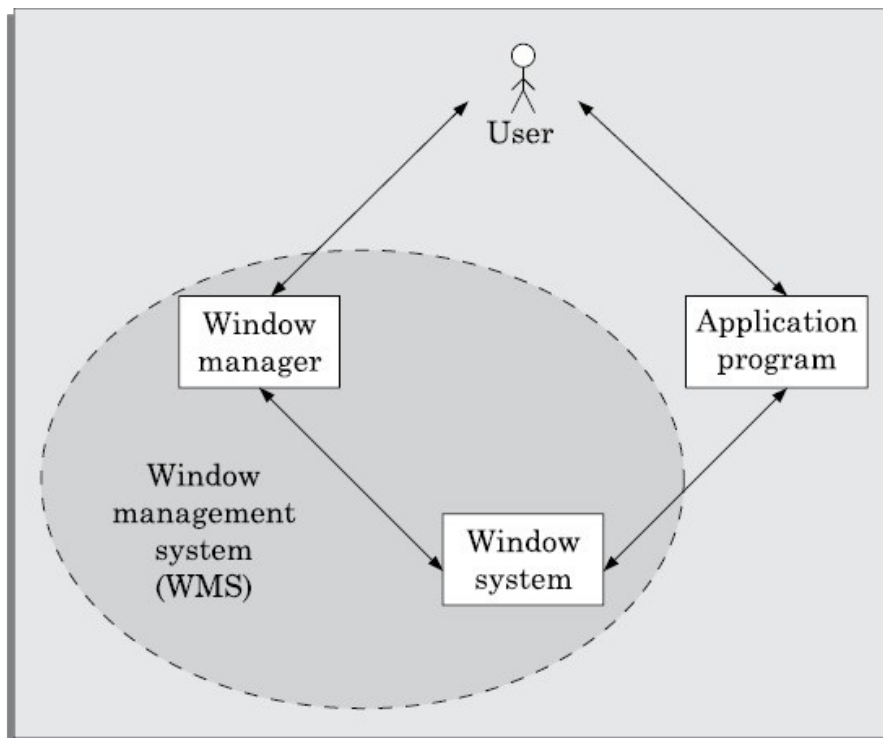 User
Window
manager
Application
program
Window
management
system
(WMS)
Window
system